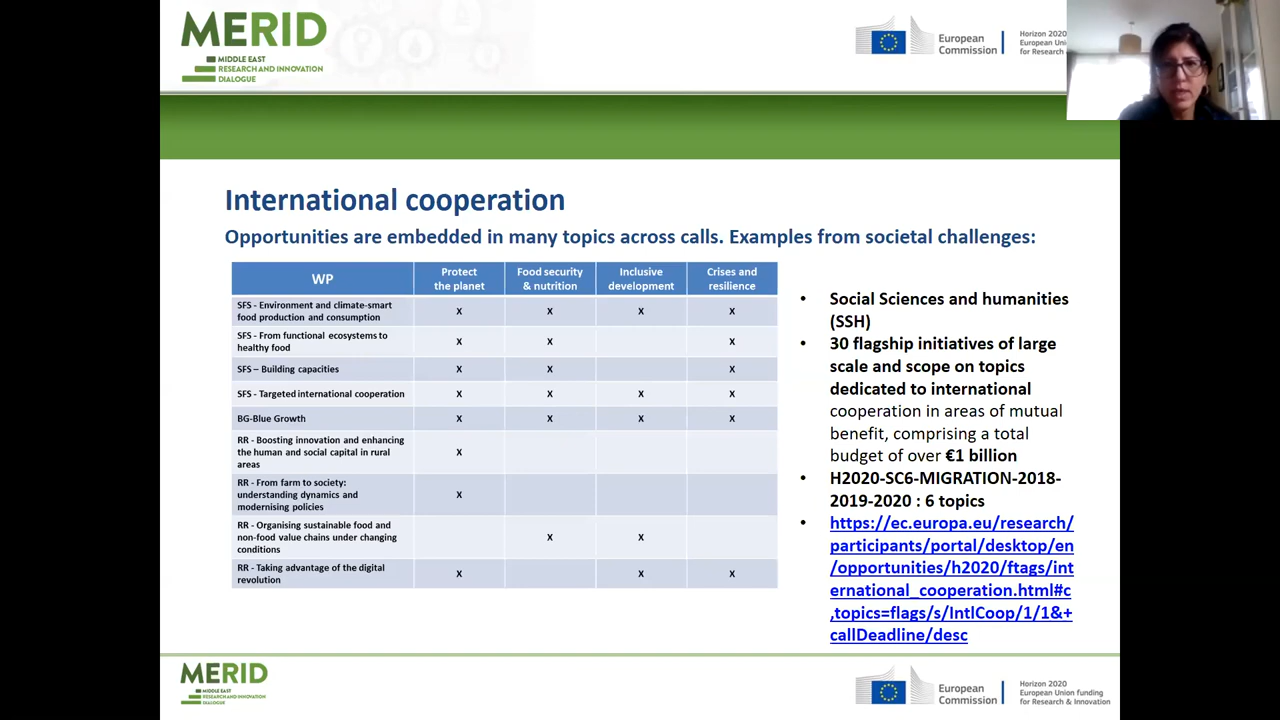 MERID
MIDDLE EAST
RESEARCH AND INNOVATION
DIALOGUE
European
Commission
Horizon 2020
European Un
for Research
International cooperation
Opportunities are embedded in many topics across calls. Examples from societal challenges:
WP
Protect
the planet
Food security
& nutrition
Inclusive
development
Crises and
resilience
SFS - Environment and climate-smart
food production and consumption
X X X X
SFS - From functional ecosystems to
healthy food
X X X
SFS – Building capacities
X X X
SFS - Targeted international cooperation
X X X X
BG-Blue Growth
X X X X
RR - Boosting innovation and enhancing
the human and social capital in rural
areas
X
RR - From farm to society:
understanding dynamics and
modernising policies
X
RR - Organising sustainable food and
non-food value chains under changing
conditions
X X
RR - Taking advantage of the digital
revolution
X X X
• Social Sciences and humanities
(SSH)
• 30 flagship initiatives of large
scale and scope on topics
dedicated to international
cooperation in areas of mutual
benefit, comprising a total
budget of over €1 billion
• H2020-SC6-MIGRATION-2018-
2019-2020 : 6 topics
• https://ec.europa.eu/research/
participants/portal/desktop/en
/opportunities/h2020/ftags/int
ernational_cooperation.html#c
,topics=flags/s/IntlCoop/1/1&+
callDeadline/desc
MERID
MIDDLE EAST
RESEARCH AND INNOVATION
DIALOGUE
European
Commission
Horizon 2020
European Union funding
for Research & Innovation